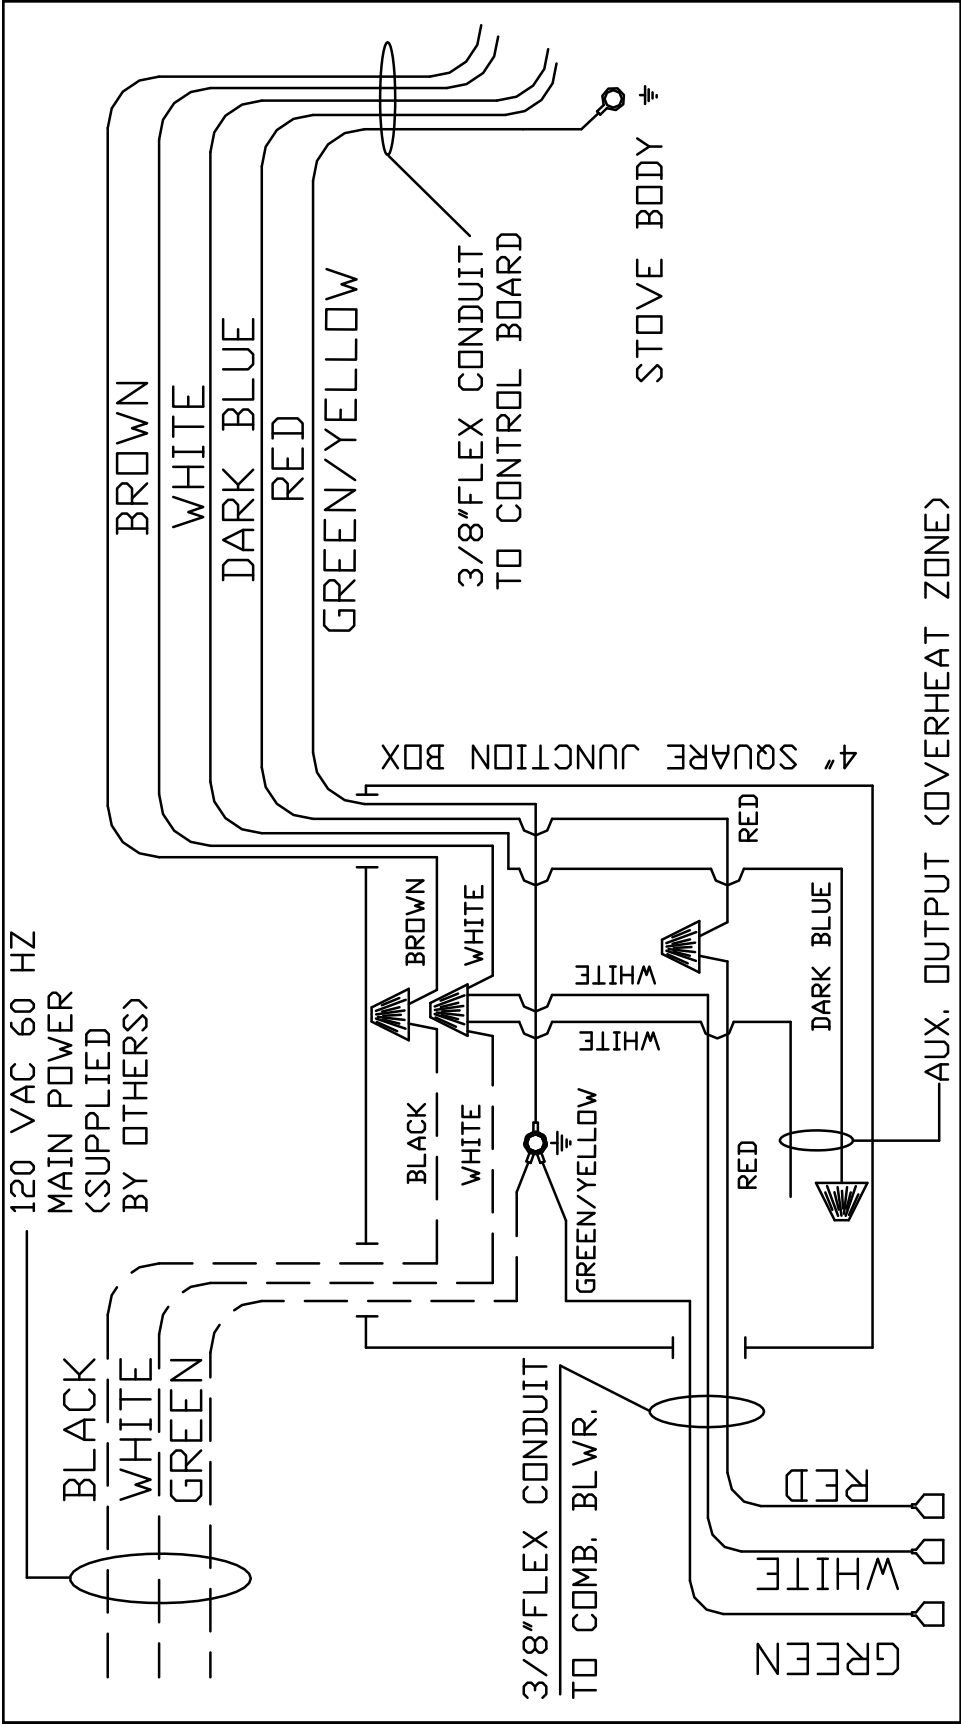 120 VAC 60 HZ
MAIN POWER
(SUPPLIED
BY OTHERS)
BLACK
WHITE
GREEN
BROWN
WHITE
DARK BLUE
RED
GREEN/YELLOW
3/8"FLEX CONDUIT
TO CONTROL BOARD
STOVE BODY
4" SQUARE JUNCTION BOX
BROWN
WHITE
BLACK
WHITE
WHITE
WHITE
GREEN/YELLOW
RED
DARK BLUE
RED
AUX. OUTPUT (OVERHEAT ZONE)
3/8"FLEX CONDUIT
TO COMB. BLWR.
RED
WHITE
GREEN